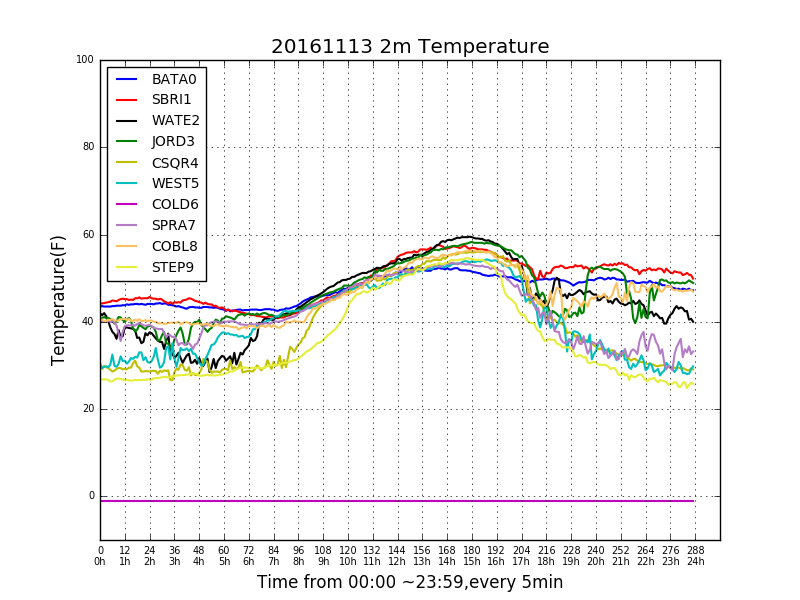 20161113 2m Temperature
100
80
60
40
20
0
Temperature(F)
BATA0
SBRI1
WATE2
JORD3
CSQR4
WEST5
COLD6
SPRA7
COBL8
STEP9
0 12 24 36 48 60 72 84 96 108 120 132 144 156 168 180 192 204 216 228 240 252 264 276 288
0h 1h 2h 3h 4h 5h 6h 7h 8h 9h 10h 11h 12h 13h 14h 15h 16h 17h 18h 19h 20h 21h 22h 23h 24h
Time from 00:00 ~23:59,every 5min